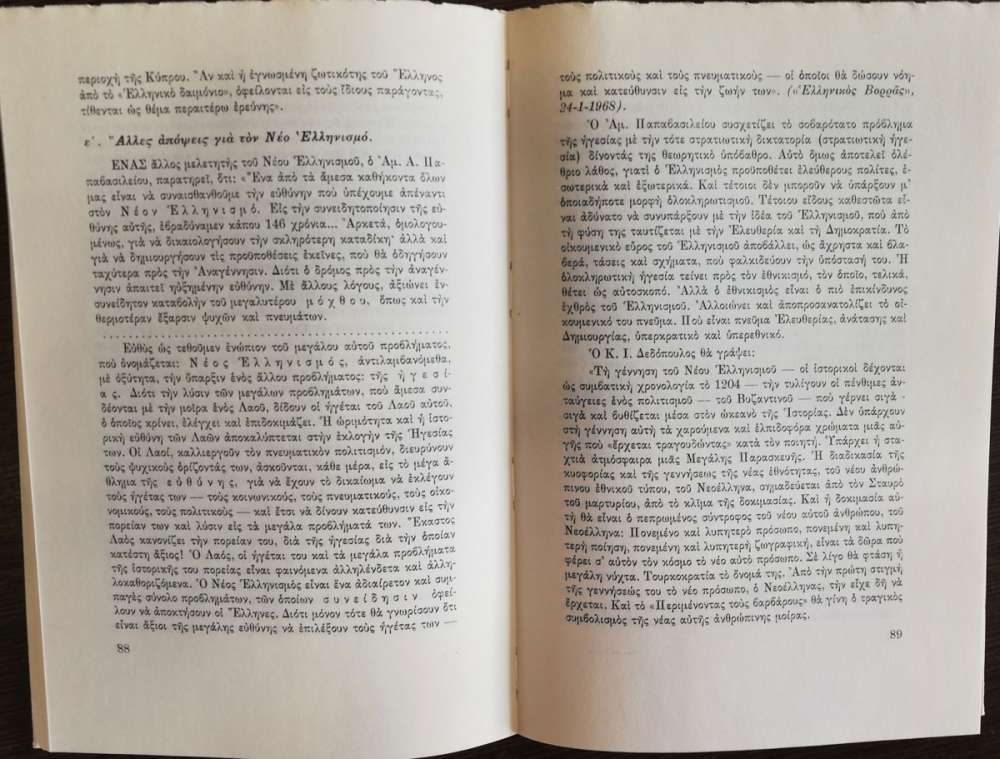 περιοχὴ τῆς Κύπρου. Ἂν καὶ ἡ ἐγνωσμένη ζωτικότης τοῦ Ἕλληνος
ἀπὸ τὸ «Ἑλληνικὸ δαιμόνιο», ὀφείλονται εἰς τοὺς ἴδιους παράγοντας,
τίθενται ὡς θέμα περαιτέρω ἐρεύνης».
ε΄. Ἄλλες ἀπόψεις γιὰ τὸν Νέο Ἑλληνισμό.
ΕΝΑΣ ἄλλος μελετητὴς τοῦ Νέου Ἑλληνισμοῦ, ὁ Ἀμ. Α. Πα-
παβασιλείου, παρατηρεῖ, ὅτι: «Ἕνα ἀπὸ τὰ ἄμεσα καθήκοντα ὅλων
μας εἶναι νὰ συναισθανθοῦμε τὴν εὐθύνην ποὺ ὑπέχουμε ἀπέναντι
στὸν Νέον Ἑλληνισμό. Εἰς τὴν συνειδητοποίησιν τῆς εὐ-
θύνης αὐτῆς, ἐβραδύναμεν κάπου 146 χρόνια... Ἀρκετά, ὁμολογου-
μένως, γιὰ νὰ δικαιολογήσουν τὴν σκληρότερη καταδίκη· ἀλλὰ καὶ
γιὰ νὰ δημιουργήσουν τὶς προϋποθέσεις ἐκεῖνες, ποὺ θὰ ὁδηγήσουν
ταχύτερα πρὸς τὴν Ἀναγέννησιν. Διότι ὁ δρόμος πρὸς τὴν ἀναγέν-
νησιν ἀπαιτεῖ ηὐξημένην εὐθύνην. Μὲ ἄλλους λόγους, ἀξιώνει ἐν-
συνείδητον καταβολὴν τοῦ μεγαλυτέρου μόχθου, ὅπως καὶ τὴν
θερμοτέραν ἔξαρσιν ψυχῶν καὶ πνευμάτων.
Εὐθὺς ὡς τεθοῦμεν ἐνώπιον τοῦ μεγάλου αὐτοῦ προβλήματος,
ποὺ ὀνομάζεται: Νέος Ἑλληνισμός, ἀντιλαμβανόμεθα,
μὲ ὀξύτητα, τὴν ὕπαρξιν ἑνὸς ἄλλου προβλήματος: τῆς ἡγεσί-
ας. Διότι τὴν λύσιν τῶν μεγάλων προβλημάτων, ποὺ ἄμεσα συν-
δέονται μὲ τὴν μοίρα ἑνὸς Λαοῦ, δίδουν οἱ ἡγέται τοῦ Λαοῦ αὐτοῦ,
ὁ ὁποῖος κρίνει, ἐλέγχει καὶ ἐπιδοκιμάζει. Ἡ ὡριμότητα καὶ ἡ ἱστο-
ρικὴ εὐθύνη τῶν Λαῶν ἀποκαλύπτεται στὴν ἐκλογὴν τῆς Ἡγεσίας
των. Οἱ Λαοί, καλλιεργοῦν τὸν πνευματικὸν πολιτισμό, διευρύνουν
τοὺς ψυχικοὺς ὁρίζοντάς των, ἀσκοῦνται, κάθε μέρα, εἰς τὸ μέγα ἄ-
θλημα τῆς εὐθύνης, γιὰ νὰ ἔχουν τὸ δικαίωμα νὰ ἐκλέγουν
τοὺς ἡγέτας των — τοὺς κοινωνικούς, τοὺς πνευματικούς, τοὺς οἰκο-
νομικούς, τοὺς πολιτικοὺς — καὶ ἔτσι νὰ δίνουν κατεύθυνσιν εἰς τὴν
πορείαν των καὶ λύσιν εἰς τὰ μεγάλα προβλήματά των. Ἕκαστος
Λαὸς κανονίζει τὴν πορείαν του, διὰ τῆς ἡγεσίας διὰ τὴν ὁποίαν
κατέστη ἄξιος! Ὁ Λαός, οἱ ἡγέται του καὶ τὰ μεγάλα προβλήματα
τῆς ἱστορικῆς του πορείας εἶναι φαινόμενα ἀλληλένδετα καὶ ἀλλη-
λοκαθοριζόμενα. Ὁ Νέος Ἑλληνισμὸς εἶναι ἕνα ἀδιαίρετον καὶ συμ-
παγὲς σύνολο προβλημάτων, τῶν ὁποίων συνείδησιν ὀφεί-
λουν νὰ ἀποκτήσουν οἱ Ἕλληνες. Διότι μόνον τότε θὰ γνωρίσουν ὅτι
εἶναι ἄξιοι τῆς μεγάλης εὐθύνης νὰ ἐπιλέξουν τοὺς ἡγέτας των —
88
τοὺς πολιτικοὺς καὶ τοὺς πνευματικοὺς — οἱ ὁποῖοι θὰ δώσουν νόη-
μα καὶ κατεύθυνσιν εἰς τὴν ζωήν των». («Ἑλληνικὸς Βορρᾶς»,
24-1-1968).
Ὁ Ἀμ. Παπαβασιλείου συσχετίζει τὸ σοβαρότατο πρόβλημα
τῆς ἡγεσίας μὲ τὴν τότε στρατιωτικὴ δικτατορία (στρατιωτικὴ ἡγε-
σία) δίνοντάς της θεωρητικὸ ὑπόβαθρο. Αὐτὸ ὅμως ἀποτελεῖ ὀλέ-
θριο λάθος, γιατὶ ὁ Ἑλληνισμὸς προϋποθέτει ἐλεύθερους πολίτες, ἐ-
σωτερικὰ καὶ ἐξωτερικά. Καὶ τέτοιοι δὲν μποροῦν νὰ ὑπάρξουν μ'
ὁποιαδήποτε μορφὴ ὁλοκληρωτισμοῦ. Τέτοιου εἴδους καθεστῶτα εἶ-
ναι ἀδύνατο νὰ συνυπάρξουν μὲ τὴν ἰδέα τοῦ Ἑλληνισμοῦ, ποὺ ἀπὸ
τὴ φύση της ταυτίζεται μὲ τὴν Ἐλευθερία καὶ τὴ Δημοκρατία. Τὸ
οἰκουμενικὸ εὖρος τοῦ Ἑλληνισμοῦ ἀποβάλλει, ὡς ἄχρηστα καὶ βλα-
βερά, τάσεις καὶ σχήματα, ποὺ φαλκιδεύουν τὴν ὑπόστασή του. Ἡ
ὁλοκληρωτικὴ ἡγεσία τείνει πρὸς τὸν ἐθνικισμό, τὸν ὁποῖο, τελικά,
θέτει ὡς αὐτοσκοπό. Ἀλλὰ ὁ ἐθνικισμὸς εἶναι ὁ πιὸ ἐπικίνδυνος
ἐχθρὸς τοῦ Ἑλληνισμοῦ. Ἀλλοιώνει καὶ ἀποπροσανατολίζει τὸ οἰ-
κουμενικό του πνεῦμα. Ποὺ εἶναι πνεῦμα Ἐλευθερίας, ἀνάτασης καὶ
Δημιουργίας, ὑπερκρατικὸ καὶ ὑπερεθνικό.
Ὁ Κ. Ι. Δεδόπουλος θὰ γράψει:
«Τὴ γέννηση τοῦ Νέου Ἑλληνισμοῦ — οἱ ἱστορικοὶ δέχονται
ὡς συμβατικὴ χρονολογία τὸ 1204 — τὴν τυλίγουν οἱ πένθιμες ἀν-
ταύγειες ἑνὸς πολιτισμοῦ — τοῦ Βυζαντινοῦ — ποὺ γέρνει σιγὰ -
σιγὰ καὶ βυθίζεται μέσα στὸν ὠκεανὸ τῆς Ἱστορίας. Δὲν ὑπάρχουν
στὴ γέννηση αὐτὴ τὰ χαρούμενα καὶ ἐλπιδοφόρα χρώματα μιᾶς αὐ-
γῆς ποὺ «ἔρχεται τραγουδώντας» κατὰ τὸν ποιητή. Ὑπάρχει ἡ στα-
χτιὰ ἀτμόσφαιρα μιᾶς Μεγάλης Παρασκευῆς. Ἡ διαδικασία τῆς
κυοφορίας καὶ τῆς γεννήσεως τῆς νέας ἐθνότητας, τοῦ νέου ἀνθρώ-
πινου ἐθνικοῦ τύπου, τοῦ Νεοέλληνα, σημαδεύεται ἀπὸ τὸν Σταυρὸ
τοῦ μαρτυρίου, ἀπὸ τὸ κλῖμα τῆς δοκιμασίας. Καὶ ἡ δοκιμασία αὐ-
τὴ θὰ εἶναι ὁ πεπρωμένος σύντροφος τοῦ νέου αὐτοῦ ἀνθρώπου, τοῦ
Νεοέλληνα: Πονεμένο καὶ λυπητερὸ πρόσωπο, πονεμένη καὶ λυπη-
τερὴ ποίηση, πονεμένη καὶ λυπητερὴ ζωγραφική, εἶναι τὰ δῶρα ποὺ
φέρει σ' αὐτὸν τὸν κόσμο τὸ νέο αὐτὸ πρόσωπο. Σὲ λίγο θὰ φτάση ἡ
μεγάλη νύχτα. Τουρκοκρατία τὸ ὄνομά της. Ἀπὸ τὴν πρώτη στιγμὴ
τῆς γεννήσεώς του τὸ νέο πρόσωπο, ὁ Νεοέλληνας, τὴν εἶχε δῆ νὰ
ἔρχεται. Καὶ τὸ «Περιμένοντας τοὺς βαρβάρους» θὰ γίνη ὁ τραγικὸς
συμβολισμὸς τῆς νέας αὐτῆς ἀνθρώπινης μοίρας.
89